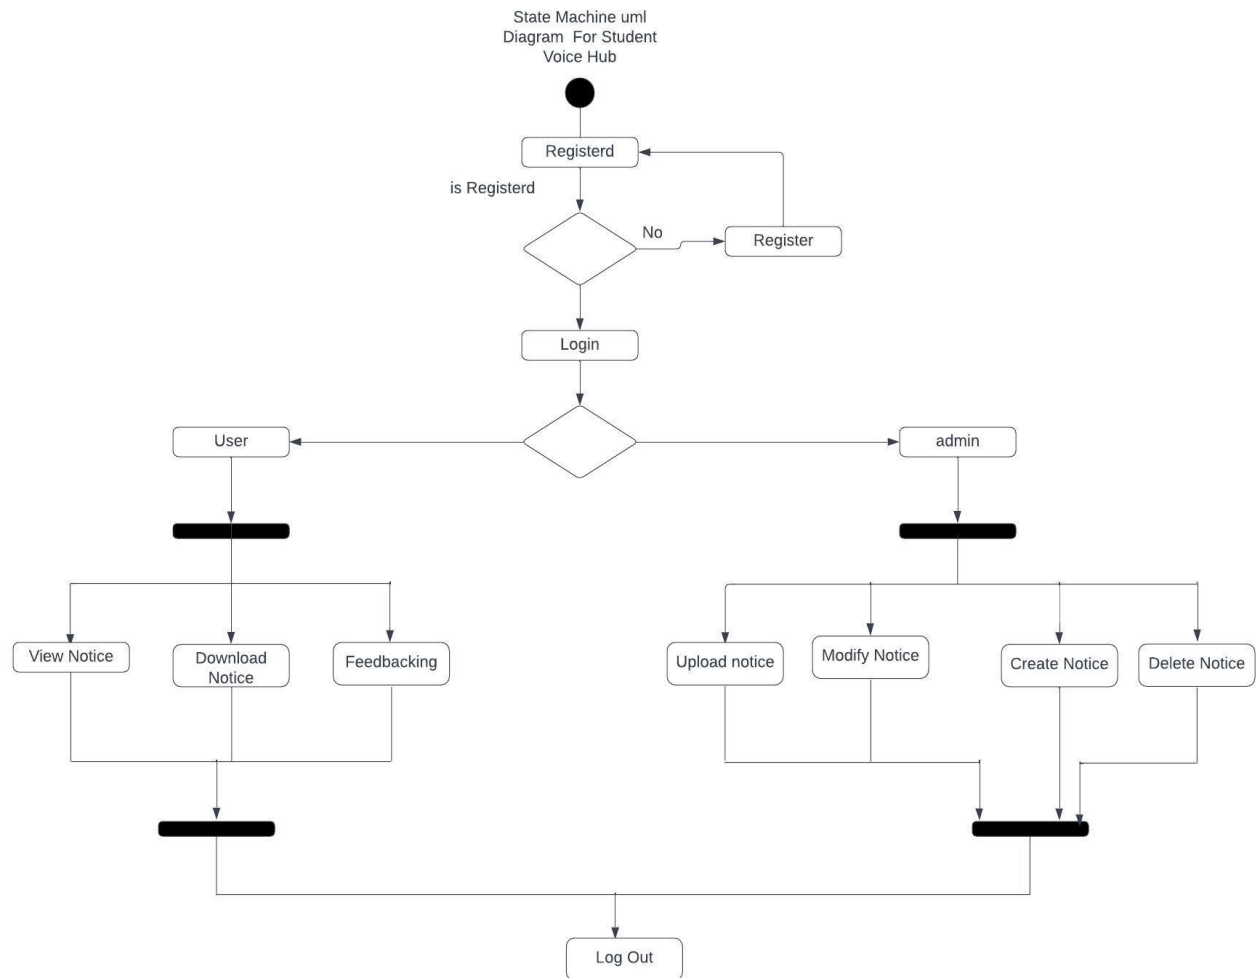 State Machine uml
Diagram For Student
Voice Hub
Registerd
is Registerd
No
Register
Login
User
admin
View Notice
Download
Notice
Feedbacking
Upload notice
Modify Notice
Create Notice
Delete Notice
Log Out